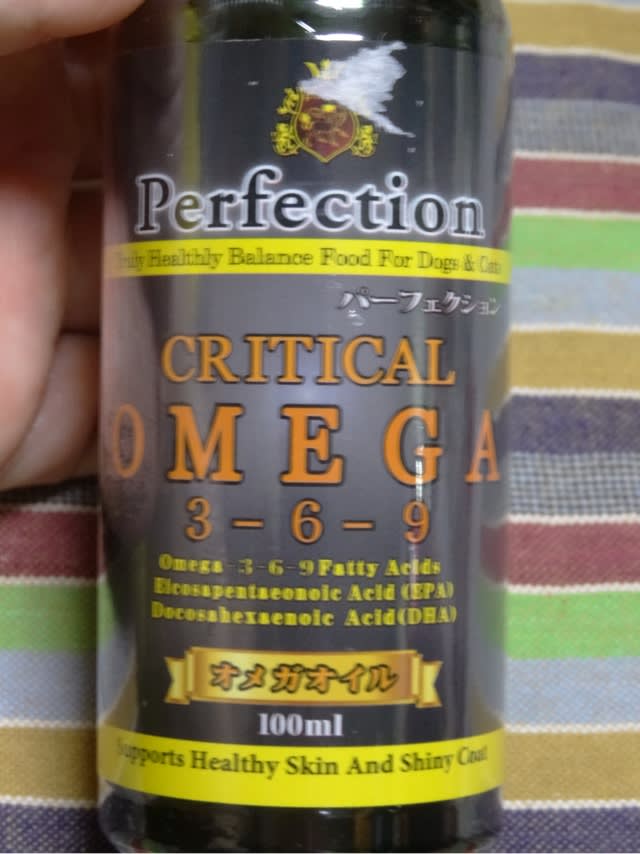 Perfection
Truly Healthly Balance Food For Dogs & Cats
パーフェクション
CRITICAL
OMEGA
3-6-9
Omega-3-6-9 Fatty Acids
Eicosapentaeonoic Acid (EPA)
Docosahexaenoic Acid(DHA)
オメガオイル
100ml
Supports Healthy Skin And Shiny Coat